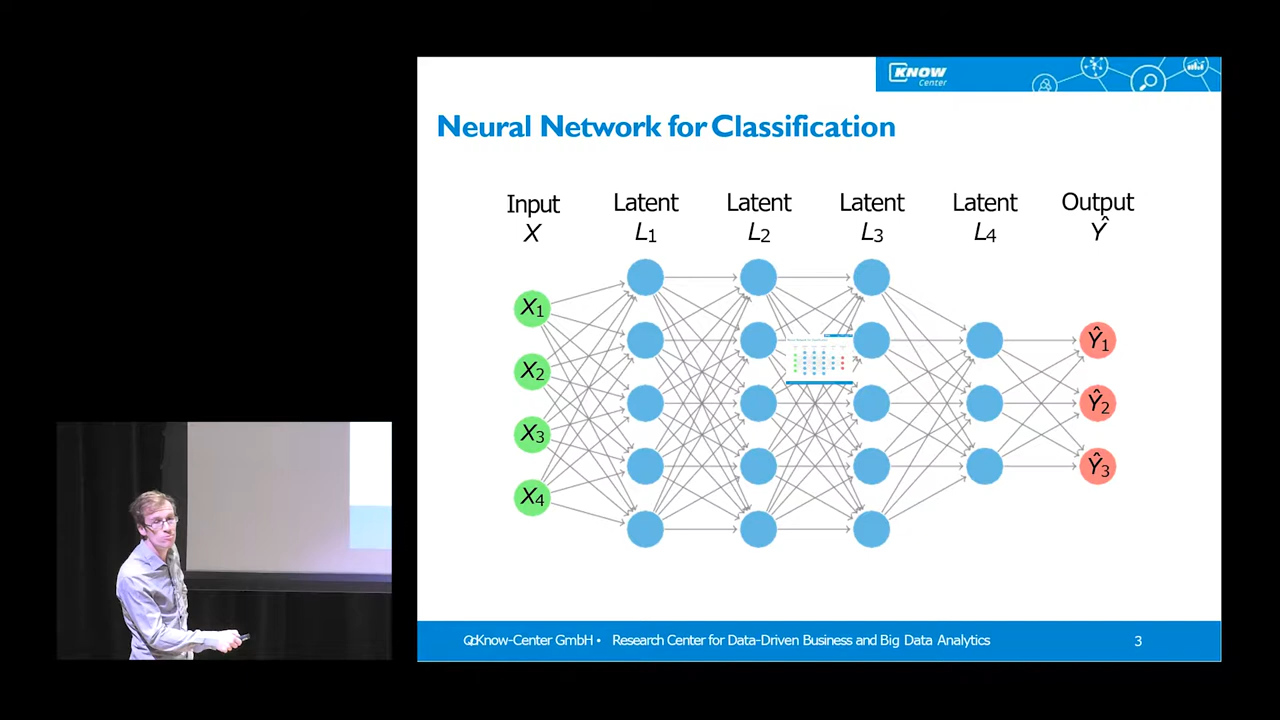 KNOW
Center
Neural Network for Classification
Input Latent Latent Latent Latent Output
X L1 L2 L3 L4 Ŷ
X1
X2
X3
X4
Ŷ1
Ŷ2
Ŷ3
Know-Center GmbH • Research Center for Data-Driven Business and Big Data Analytics 3